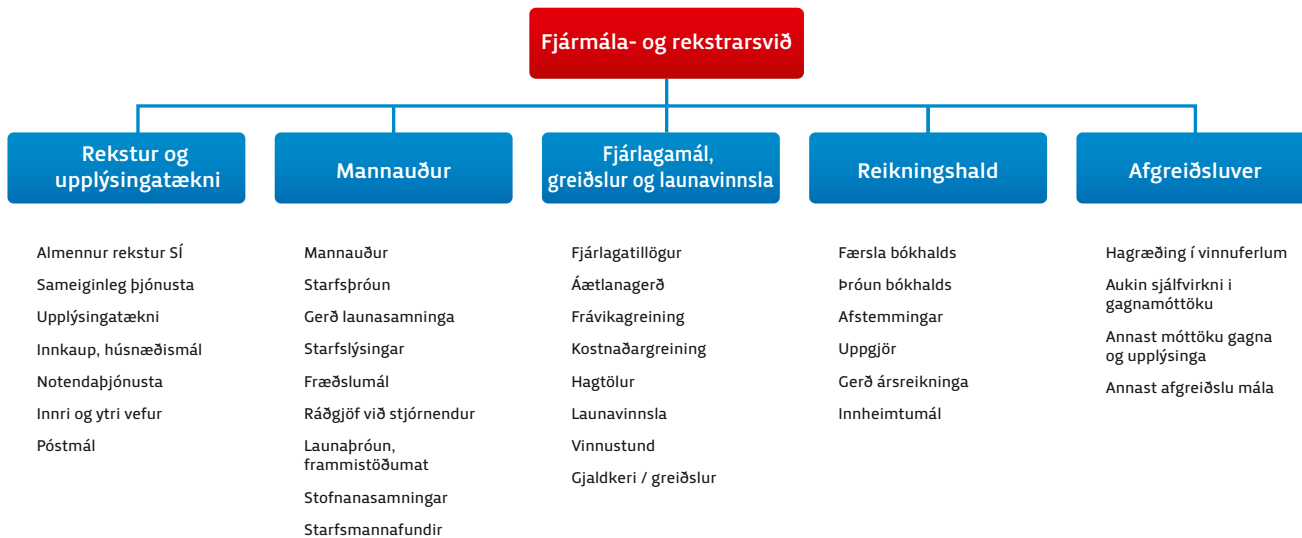 Fjármála- og rekstrarsvið
Rekstur og
upplýsingatækni
Almennur rekstur SÍ
Sameiginleg þjónusta
Upplýsingatækni
Innkaup, húsnæðismál
Notendaþjónusta
Innri og ytri vefur
Póstmál
Mannauður
Mannauður
Starfsþróun
Gerð launasamninga
Starfslýsingar
Fræðslumál
Ráðgjöf við stjórnendur
Launaþróun,
frammistöðumat
Stofnanasamningar
Starfsmannafundir
Fjárlagamál,
greiðslur og launavinnsla
Fjárlagatillögur
Áætlanagerð
Frávikagreining
Kostnaðargreining
Hagtölur
Launavinnsla
Vinnustund
Gjaldkeri / greiðslur
Reikningshald
Færsla bókhalds
Þróun bókhalds
Afstemmingar
Uppgjör
Gerð ársreikninga
Innheimtumál
Afgreiðsluver
Hagræðing í vinnuferlum
Aukin sjálfvirkni i
gagnamóttöku
Annast móttöku gagna
og upplýsinga
Annast afgreiðslu mála